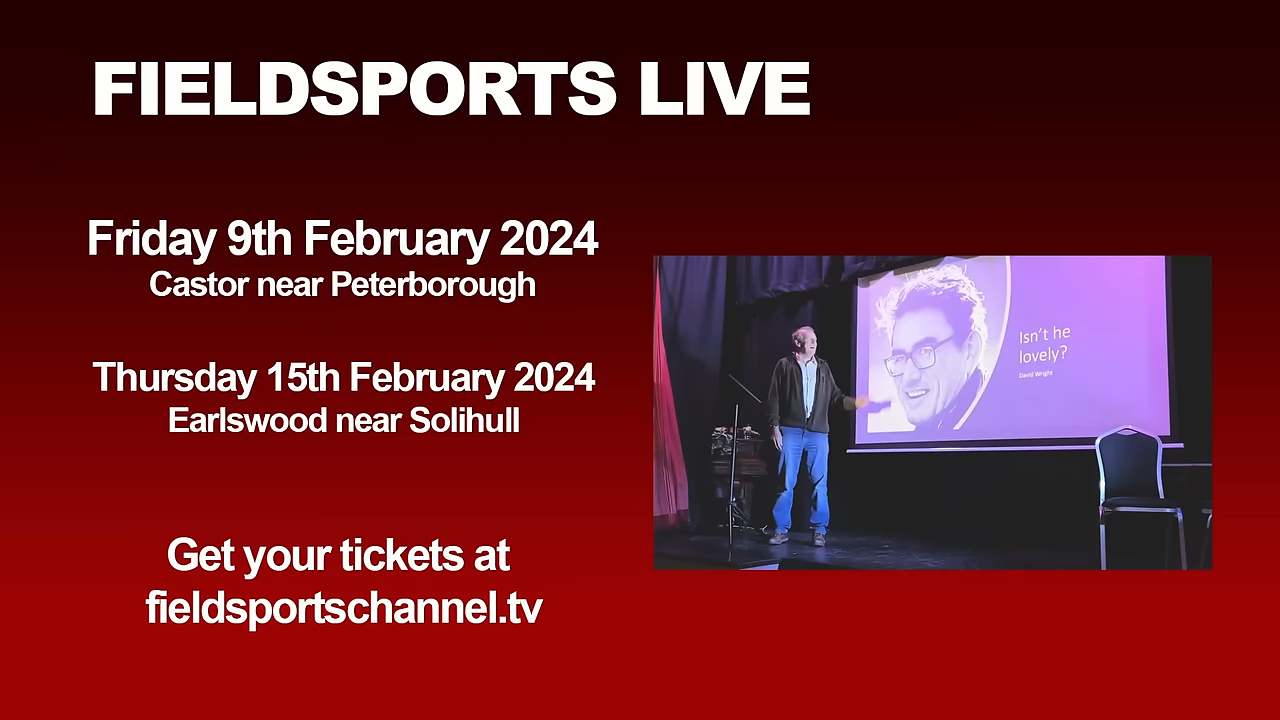 FIELDSPORTS LIVE
Friday 9th February 2024
Castor near Peterborough
Thursday 15th February 2024
Earlswood near Solihull
Get your tickets at
fieldsportschannel.tv
Isn't he
lovely?
David Wright